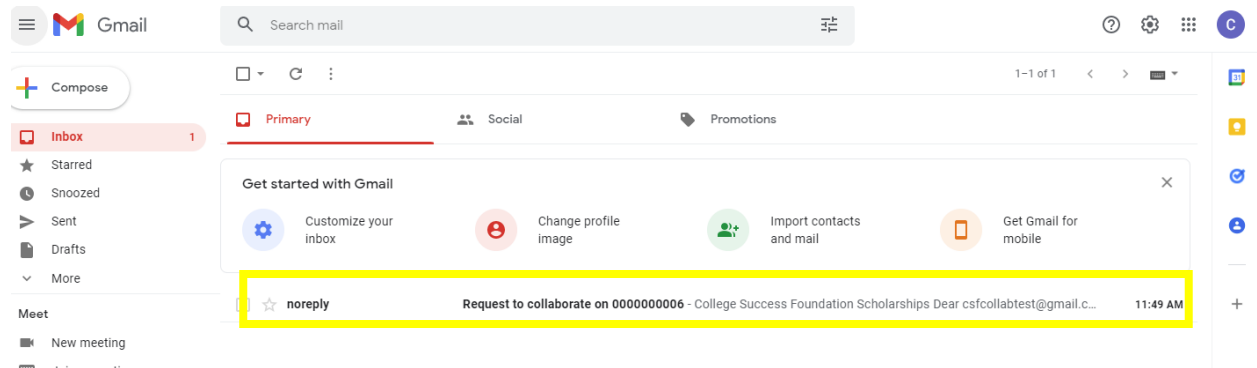 Gmail
Search mail
C
Compose
1–1 of 1
31
Primary
Social
Promotions
Inbox 1
Starred
Snoozed
Sent
Drafts
More
Get started with Gmail
Customize your
inbox
Change profile
image
Import contacts
and mail
Get Gmail for
mobile
noreply Request to collaborate on 0000000006 - College Success Foundation Scholarships Dear csfcollabtest@gmail.c... 11:49 AM
Meet
New meeting